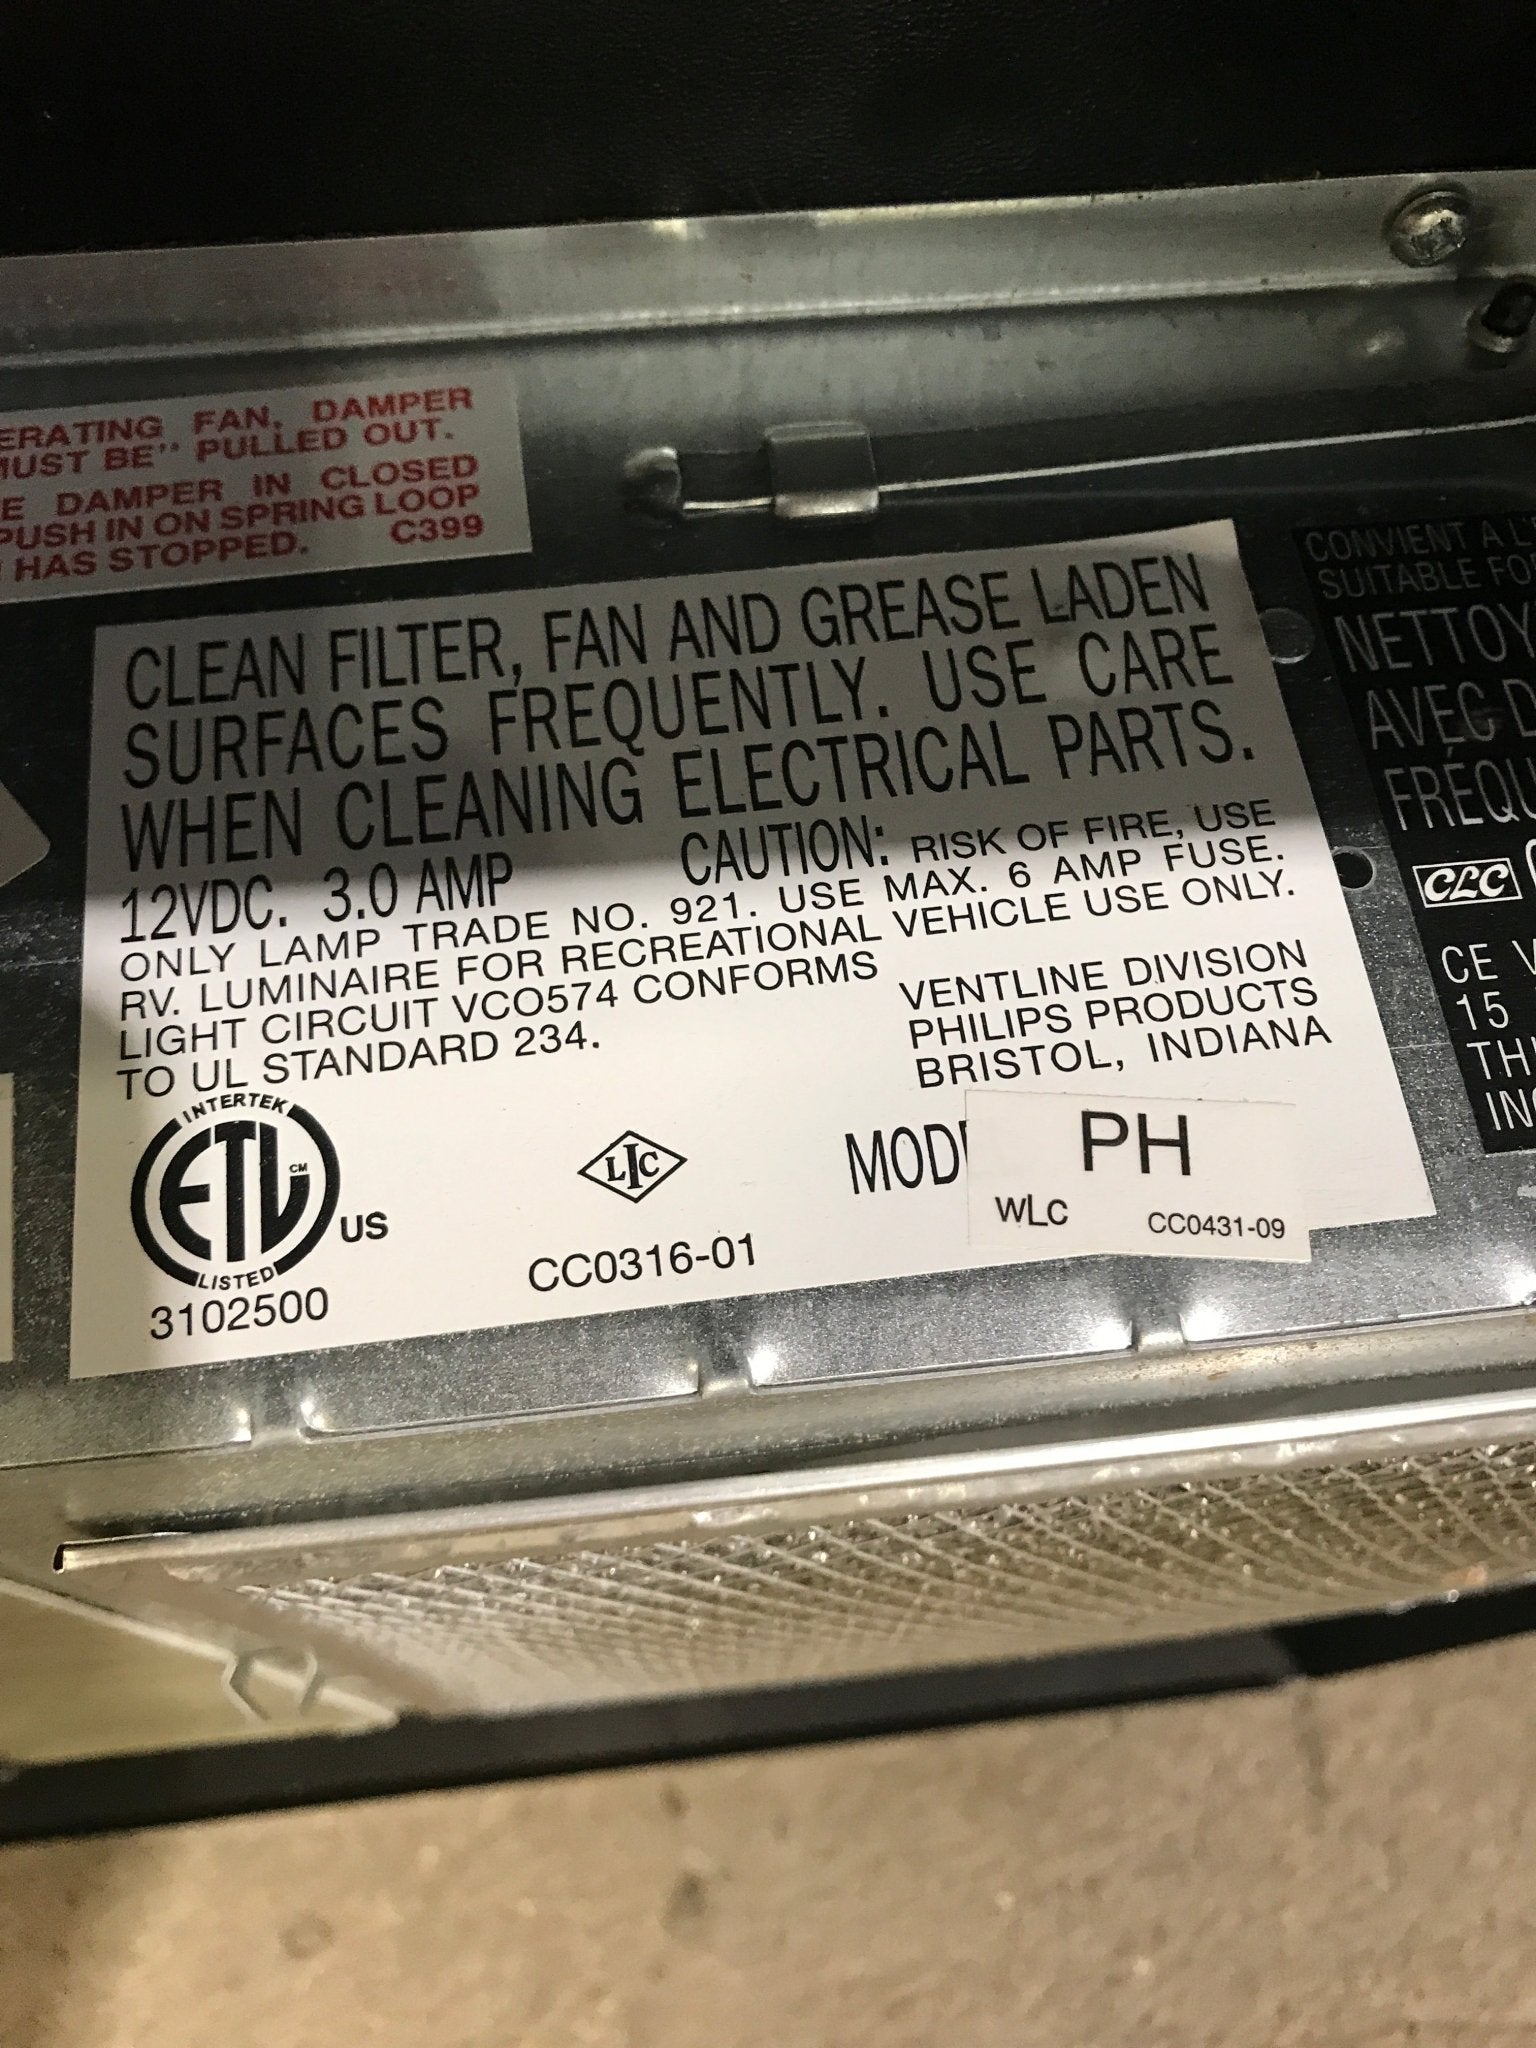 ERATING FAN, DAMPER
MUST BE" PULLED OUT.
E DAMPER IN CLOSED
PUSH IN ON SPRING LOOP
HAS STOPPED. C399
CLEAN FILTER, FAN AND GREASE LADEN
SURFACES FREQUENTLY. USE CARE
WHEN CLEANING ELECTRICAL PARTS.
12VDC. 3.0 AMP CAUTION: RISK OF FIRE, USE
ONLY LAMP TRADE NO. 921. USE MAX. 6 AMP FUSE.
RV. LUMINAIRE FOR RECREATIONAL VEHICLE USE ONLY.
LIGHT CIRCUIT VCO574 CONFORMS
TO UL STANDARD 234.
VENTLINE DIVISION
PHILIPS PRODUCTS
BRISTOL, INDIANA
INTERTEK
ETL CM
US
LISTED
3102500
LIC
CC0316-01
MOD
PH
WLC CC0431-09
CONVIENT A L'
SUITABLE FO
NETTOY
AVEC D
FRÉQU
CLC
CE V
15
TH
IN